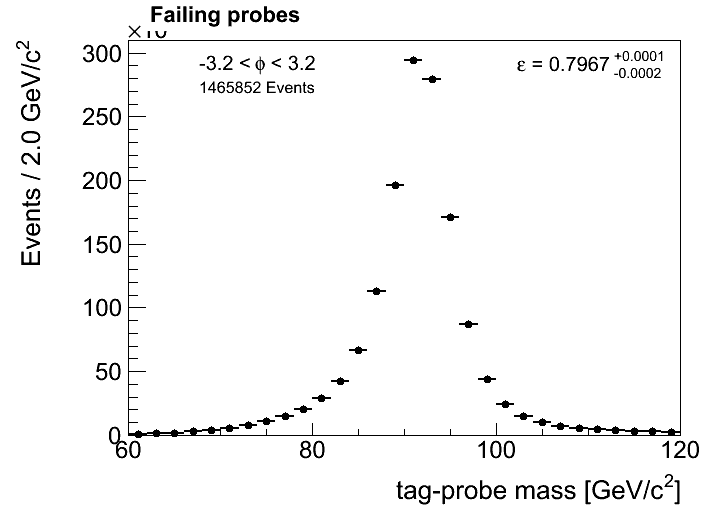 Failing probes
-3.2 < ϕ < 3.2
1465852 Events
ε = 0.7967 +0.0001 -0.0002
Events / 2.0 GeV/c²
300
250
200
150
100
50
0
60 80 100 120
tag-probe mass [GeV/c²]